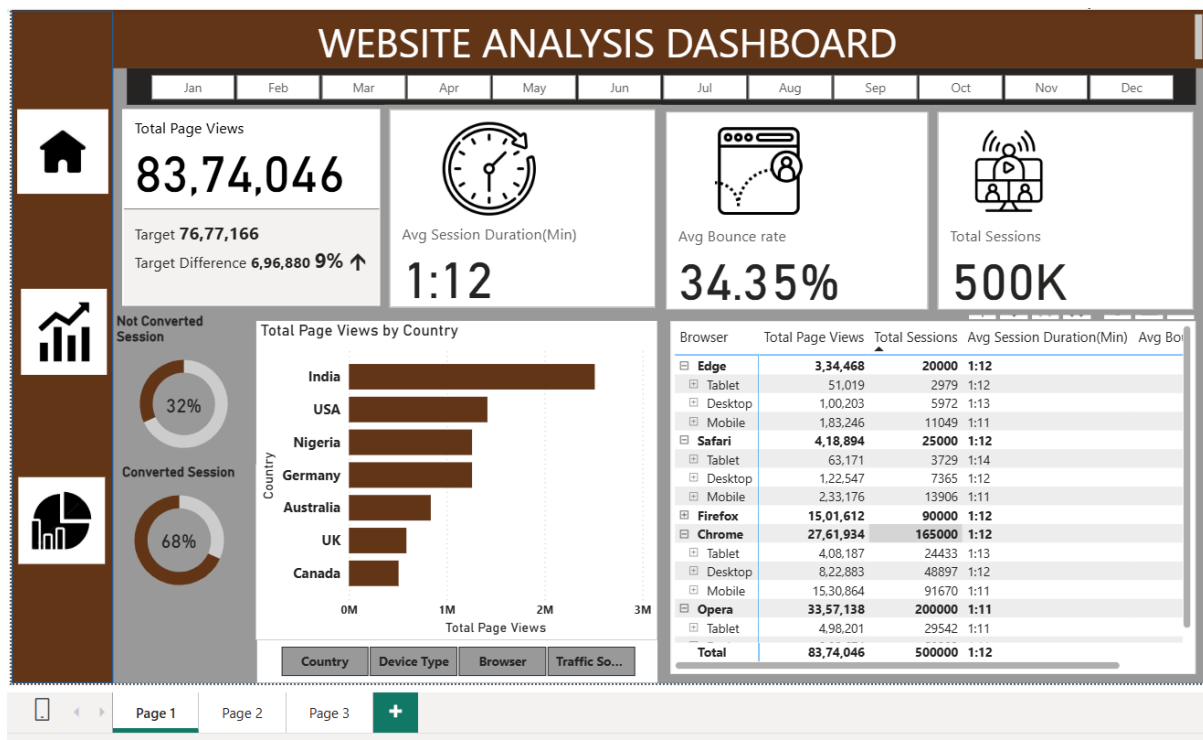 WEBSITE ANALYSIS DASHBOARD
Jan Feb Mar Apr May Jun Jul Aug Sep Oct Nov Dec
Total Page Views
83,74,046
Target 76,77,166
Target Difference 6,96,880 9% ↑
Avg Session Duration(Min)
1:12
Avg Bounce rate
34.35%
Total Sessions
500K
Not Converted
Session
32%
Converted Session
68%
Total Page Views by Country
Country
India
USA
Nigeria
Germany
Australia
UK
Canada
0M 1M 2M 3M
Total Page Views
Country Device Type Browser Traffic So...
Browser Total Page Views Total Sessions Avg Session Duration(Min) Avg Bou
Edge 3,34,468 20000 1:12
Tablet 51,019 2979 1:12
Desktop 1,00,203 5972 1:13
Mobile 1,83,246 11049 1:11
Safari 4,18,894 25000 1:12
Tablet 63,171 3729 1:14
Desktop 1,22,547 7365 1:12
Mobile 2,33,176 13906 1:11
Firefox 15,01,612 90000 1:12
Chrome 27,61,934 165000 1:12
Tablet 4,08,187 24433 1:13
Desktop 8,22,883 48897 1:12
Mobile 15,30,864 91670 1:11
Opera 33,57,138 200000 1:11
Tablet 4,98,201 29542 1:11
Total 83,74,046 500000 1:12
Page 1 Page 2 Page 3 +